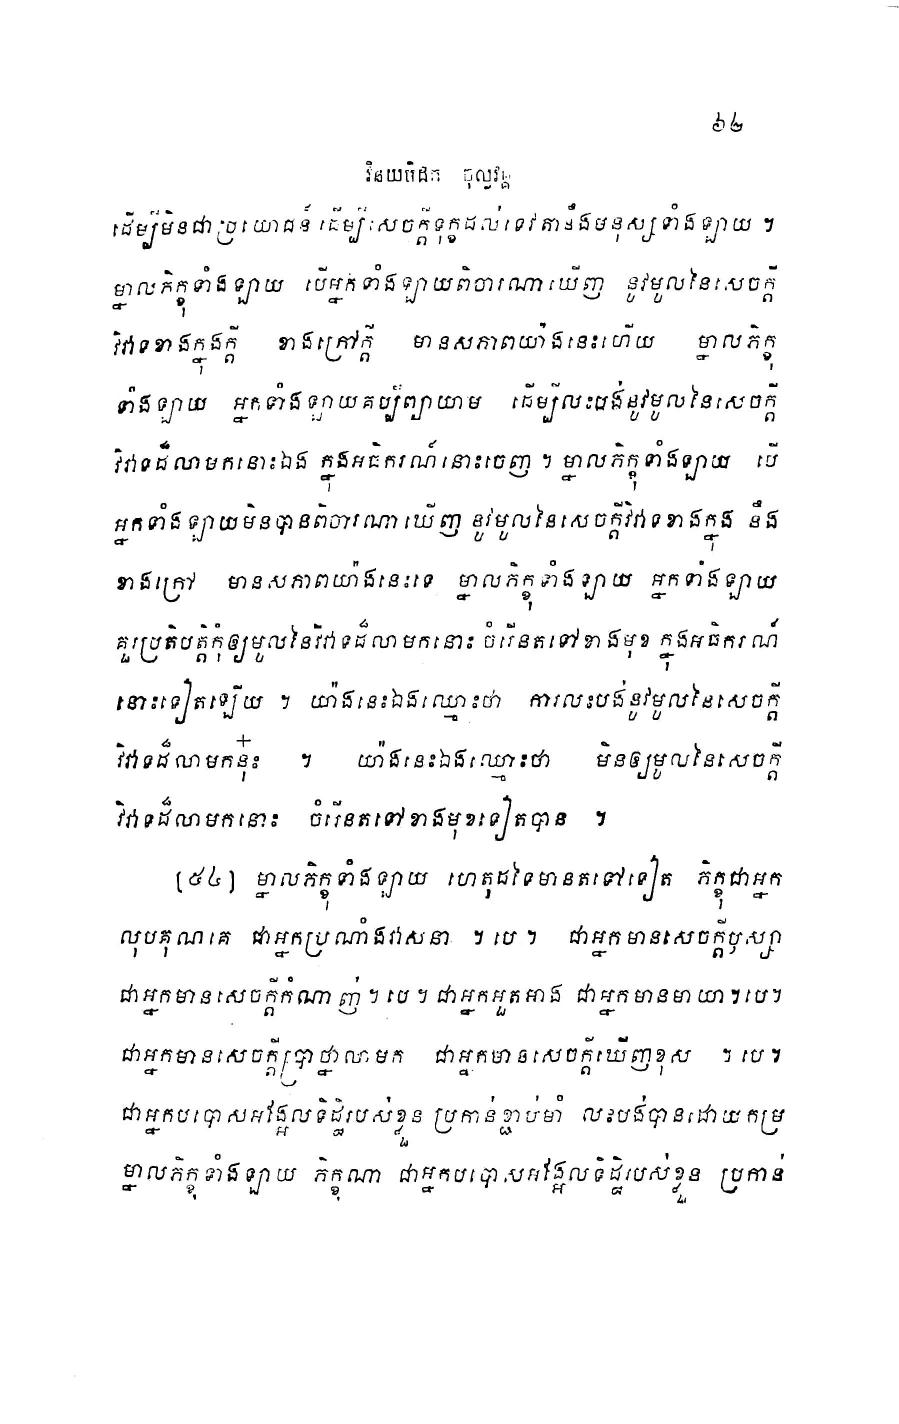 ៦២
វិនយបិដក ចុល្លវគ្គ
ដើម្បីមិនជាប្រយោជន៍ ដើម្បីសេចក្តីទុក្ខដល់ទេវតានឹងមនុស្សទាំងឡាយ ។
ម្នាលភិក្ខុទាំងឡាយ បើអ្នកទាំងឡាយពិចារណាឃើញ នូវមូលនៃសេចក្តី
វិវាទខាងក្នុងក្តី ខាងក្រៅក្តី មានសភាពយ៉ាងនេះហើយ ម្នាលភិក្ខុ
ទាំងឡាយ អ្នកទាំងឡាយគប្បីព្យាយាម ដើម្បីលះបង់នូវមូលនៃសេចក្តី
វិវាទដ៏លាមកនោះឯង ក្នុងអធិករណ៍នោះចេញ ។ ម្នាលភិក្ខុទាំងឡាយ បើ
អ្នកទាំងឡាយមិនបានពិចារណាឃើញ នូវមូលនៃសេចក្តីវិវាទខាងក្នុង នឹង
ខាងក្រៅ មានសភាពយ៉ាងនេះទេ ម្នាលភិក្ខុទាំងឡាយ អ្នកទាំងឡាយ
គួរប្រតិបត្តិកុំឲ្យមូលនៃវិវាទដ៏លាមកនោះ ចំរើនតទៅខាងមុខ ក្នុងអធិករណ៍
នោះទៀតឡើយ ។ យ៉ាងនេះឯងឈ្មោះថា ការលះបង់នូវមូលនៃសេចក្តី
វិវាទដ៏លាមកនុ៎ះ ។ យ៉ាងនេះឯងឈ្មោះថា មិនឲ្យមូលនៃសេចក្តី
វិវាទដ៏លាមកនោះ ចំរើនតទៅខាងមុខទៀតបាន ។
(៥៤) ម្នាលភិក្ខុទាំងឡាយ ហេតុដទៃមានតទៅទៀត ភិក្ខុជាអ្នក
លុបគុណគេ ជាអ្នកប្រណាំងវាសនា ។ បេ ។ ជាអ្នកមានសេចក្តីឫស្យា
ជាអ្នកមានសេចក្តីកំណាញ់ ។ បេ ។ ជាអ្នកអួតអាង ជាអ្នកមានមាយា ។ បេ ។
ជាអ្នកមានសេចក្តីប្រាថ្នាលាមក ជាអ្នកមានសេចក្តីឃើញខុស ។ បេ ។
ជាអ្នកបបោសអង្អែលទិដ្ឋិរបស់ខ្លួន ប្រកាន់ខ្ជាប់មាំ លះបង់បានដោយកម្រ
ម្នាលភិក្ខុទាំងឡាយ ភិក្ខុណា ជាអ្នកបបោសអង្អែលទិដ្ឋិរបស់ខ្លួន ប្រកាន់